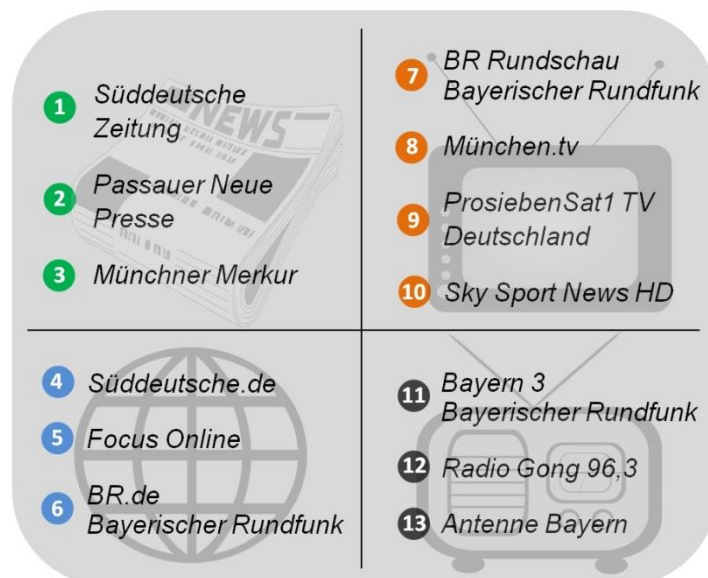 1 Süddeutsche
Zeitung
2 Passauer Neue
Presse
3 Münchner Merkur
NEWS
7 BR Rundschau
Bayerischer Rundfunk
8 München.tv
9 ProsiebenSat1 TV
Deutschland
10 Sky Sport News HD
4 Süddeutsche.de
5 Focus Online
6 BR.de
Bayerischer Rundfunk
11 Bayern 3
Bayerischer Rundfunk
12 Radio Gong 96,3
13 Antenne Bayern